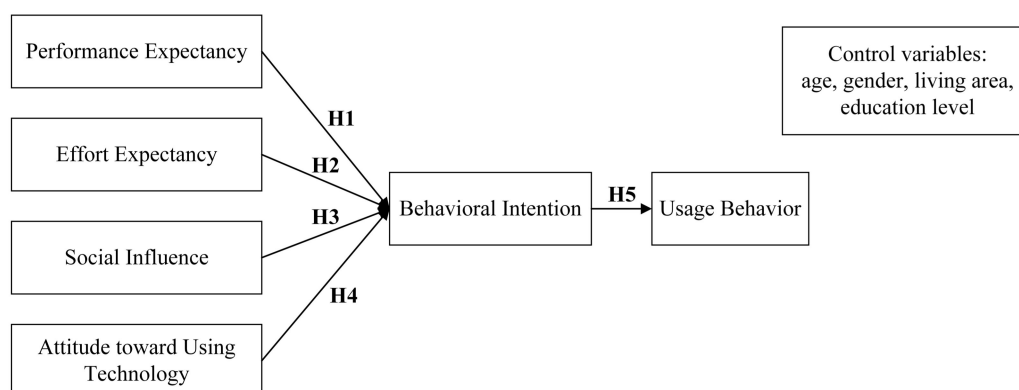 Performance Expectancy
Effort Expectancy
Social Influence
Attitude toward Using
Technology
H1
H2
H3
H4
Behavioral Intention
H5
Usage Behavior
Control variables:
age, gender, living area,
education level